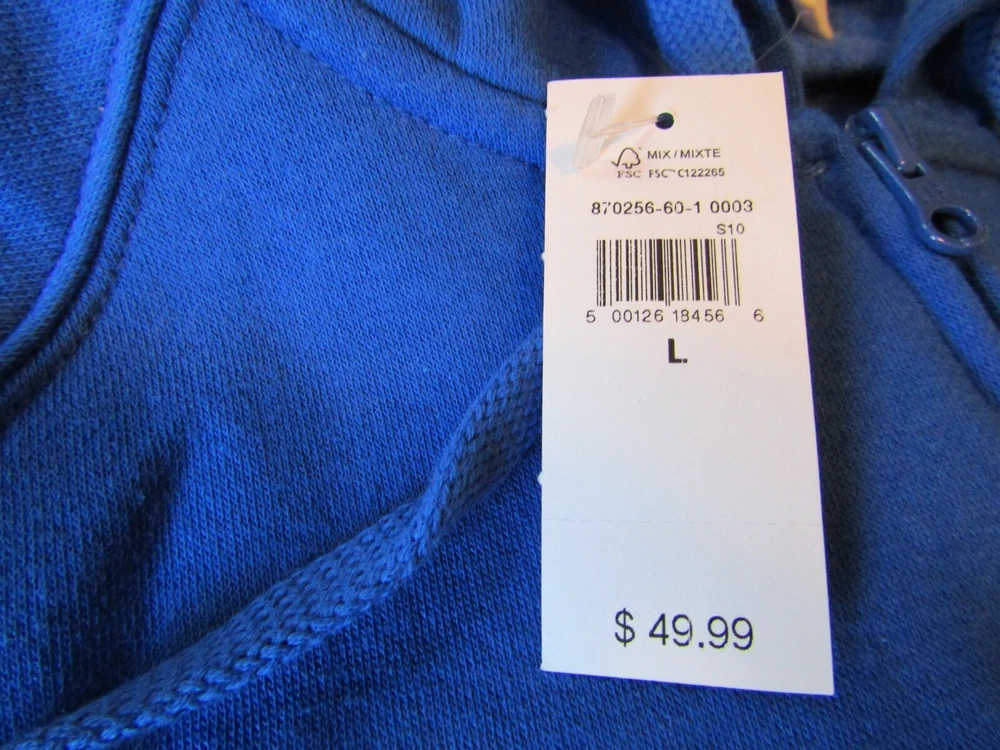 MIX / MIXTE
FSC FSC™ C122265
870256-60-1 0003
S10
5 00126 18456 6
L
$ 49.99